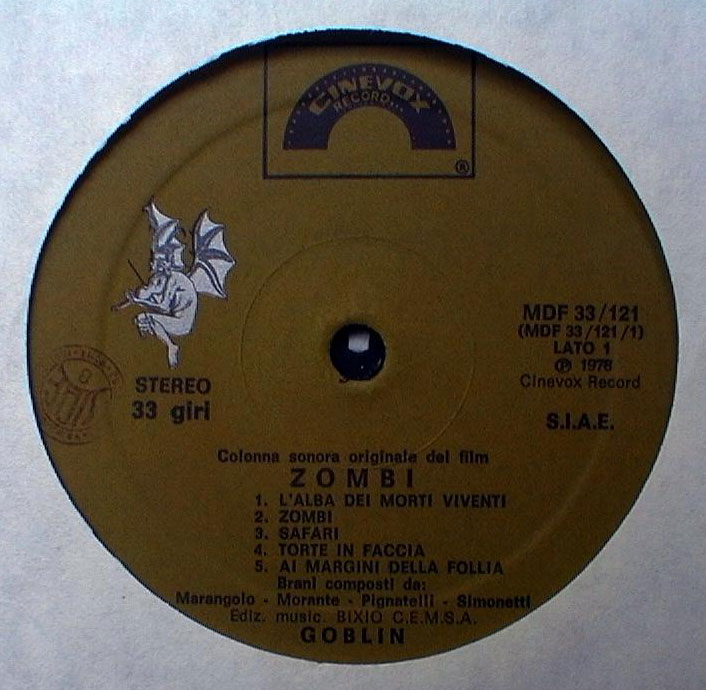 CINEVOX
RECORD
®
STEREO
33 giri
MDF 33/121
(MDF 33/121/1)
LATO 1
℗ 1978
Cinevox Record
S.I.A.E.
Colonna sonora originale del film
ZOMBI
1. L'ALBA DEI MORTI VIVENTI
2. ZOMBI
3. SAFARI
4. TORTE IN FACCIA
5. AI MARGINI DELLA FOLLIA
Brani composti da:
Marangolo - Morante - Pignatelli - Simonetti
Ediz. music. BIXIO C.E.M.S.A.
GOBLIN